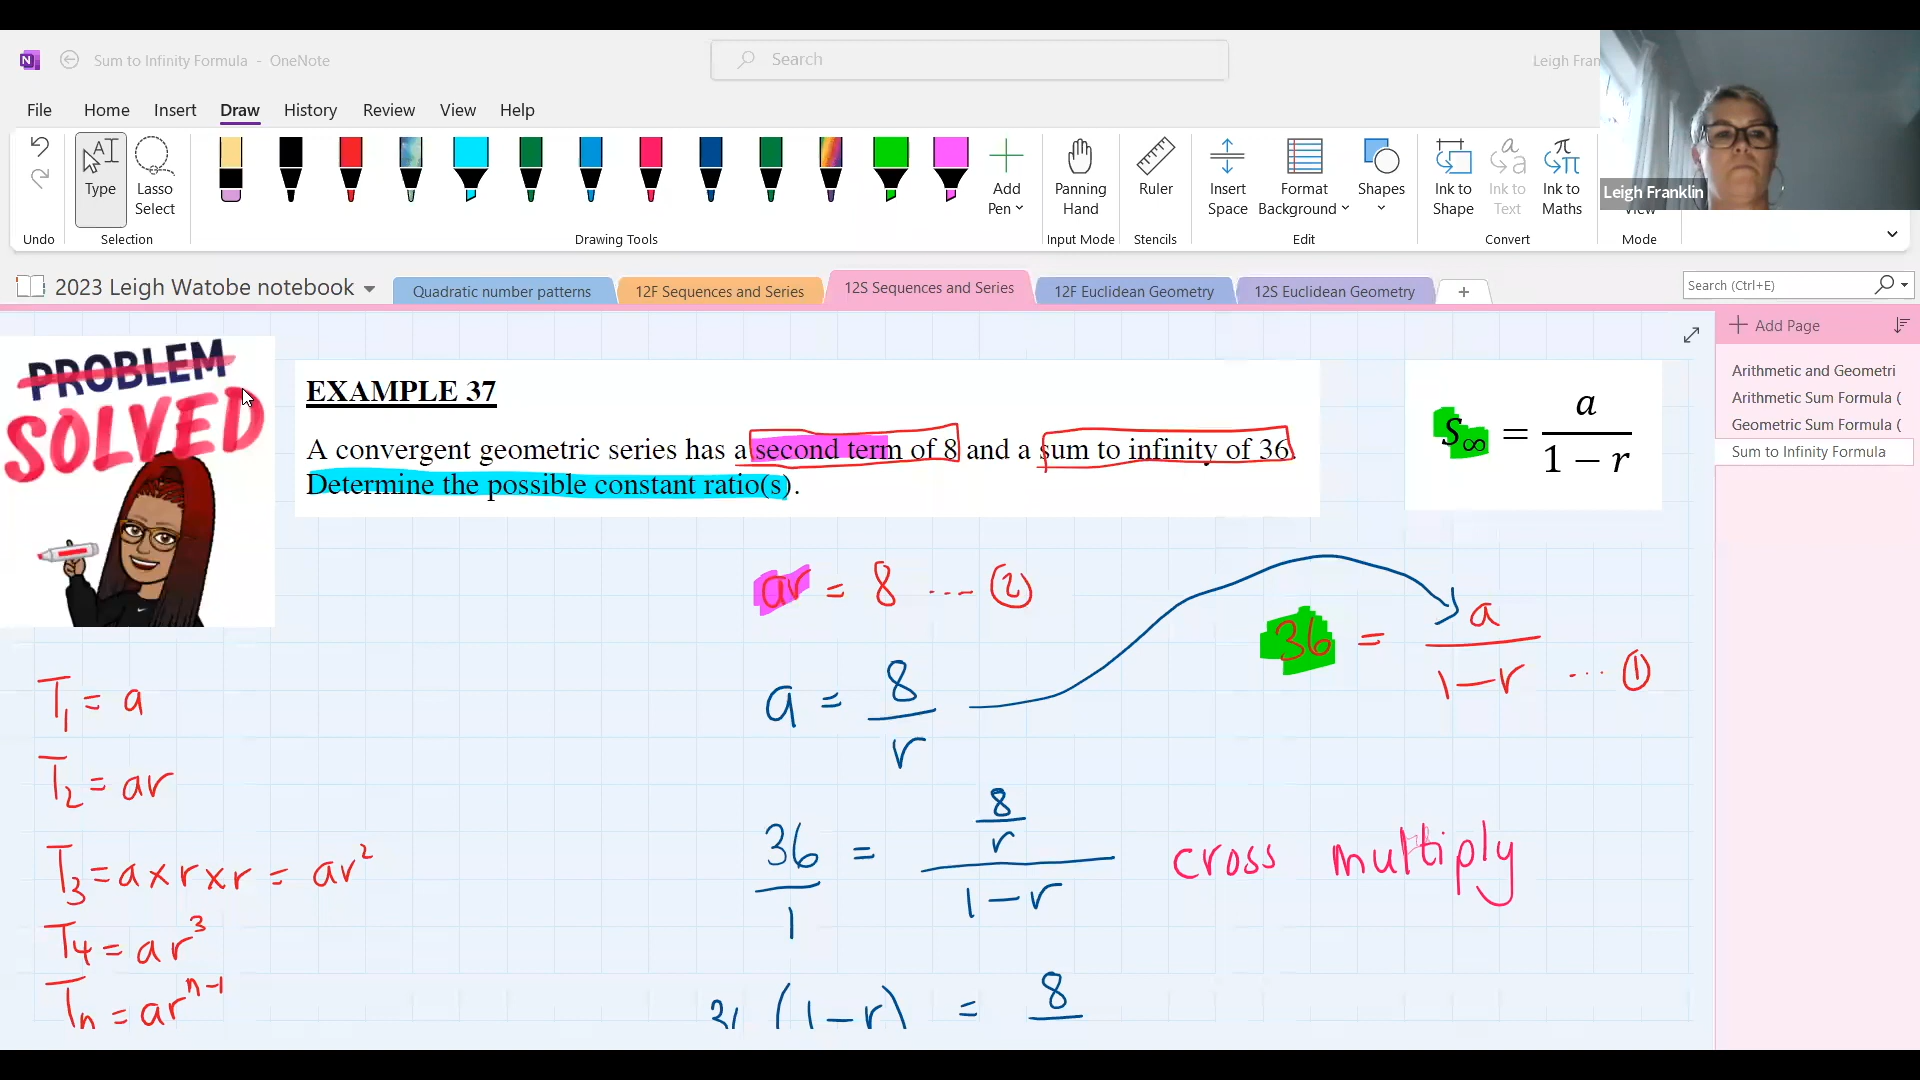 Sum to Infinity Formula - OneNote
Search
Leigh Fran
File Home Insert Draw History Review View Help
Type
Lasso Select
Add Pen
Panning Hand
Ruler
Insert Space
Format Background
Shapes
Ink to Shape
Ink to Text
Ink to Maths
View
Leigh Franklin
Undo
Selection
Drawing Tools
Input Mode
Stencils
Edit
Convert
Mode
2023 Leigh Watobe notebook
Quadratic number patterns
12F Sequences and Series
12S Sequences and Series
12F Euclidean Geometry
12S Euclidean Geometry
+
Search (Ctrl+E)
Add Page
Arithmetic and Geometri
Arithmetic Sum Formula (
Geometric Sum Formula (
Sum to Infinity Formula
PROBLEM
SOLVED
EXAMPLE 37
A convergent geometric series has a second term of 8 and a sum to infinity of 36.
Determine the possible constant ratio(s).
S∞ = a / (1 − r)
ar = 8 .... ②
36 = a / (1 − r) ... ①
a = 8 / r
36 / 1 = (8 / r) / (1 − r)
cross multiply
(1 − r) = 8
T₁ = a
T₂ = ar
T₃ = a × r × r = ar²
T₄ = ar³
Tₙ = arⁿ⁻¹